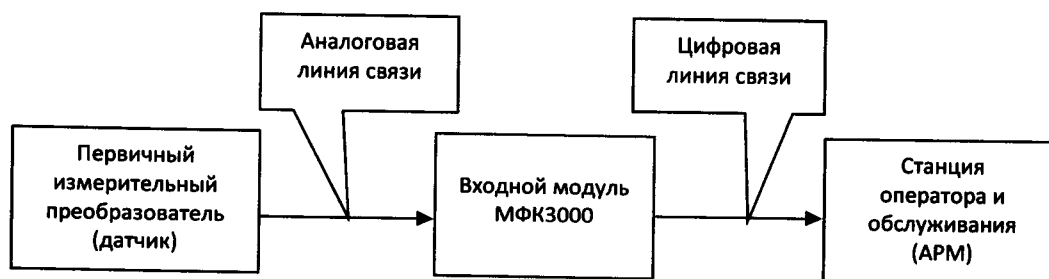 Аналоговая
линия связи
Цифровая
линия связи
Первичный
измерительный
преобразователь
(датчик)
Входной модуль
МФК3000
Станция
оператора и
обслуживания
(АРМ)